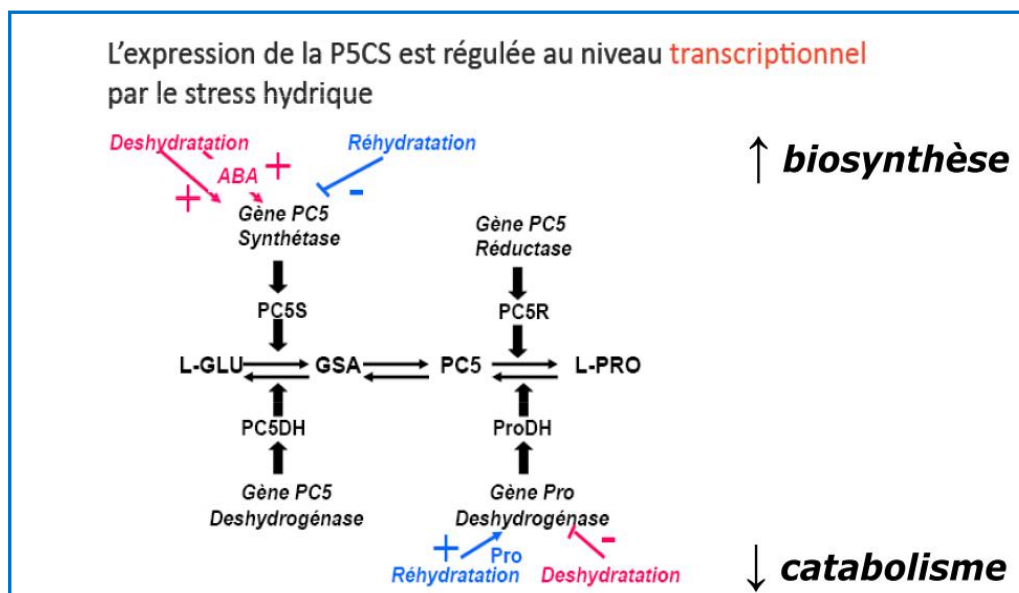 L'expression de la P5CS est régulée au niveau transcriptionnel
par le stress hydrique
Deshydratation
Réhydratation
ABA
+
+
-
↑ biosynthèse
Gène PC5
Synthétase
Gène PC5
Réductase
PC5S
PC5R
L-GLU
GSA
PC5
L-PRO
PC5DH
ProDH
Gène PC5
Deshydrogénase
Gène Pro
Deshydrogénase
+
Pro
-
Réhydratation
Deshydratation
↓ catabolisme